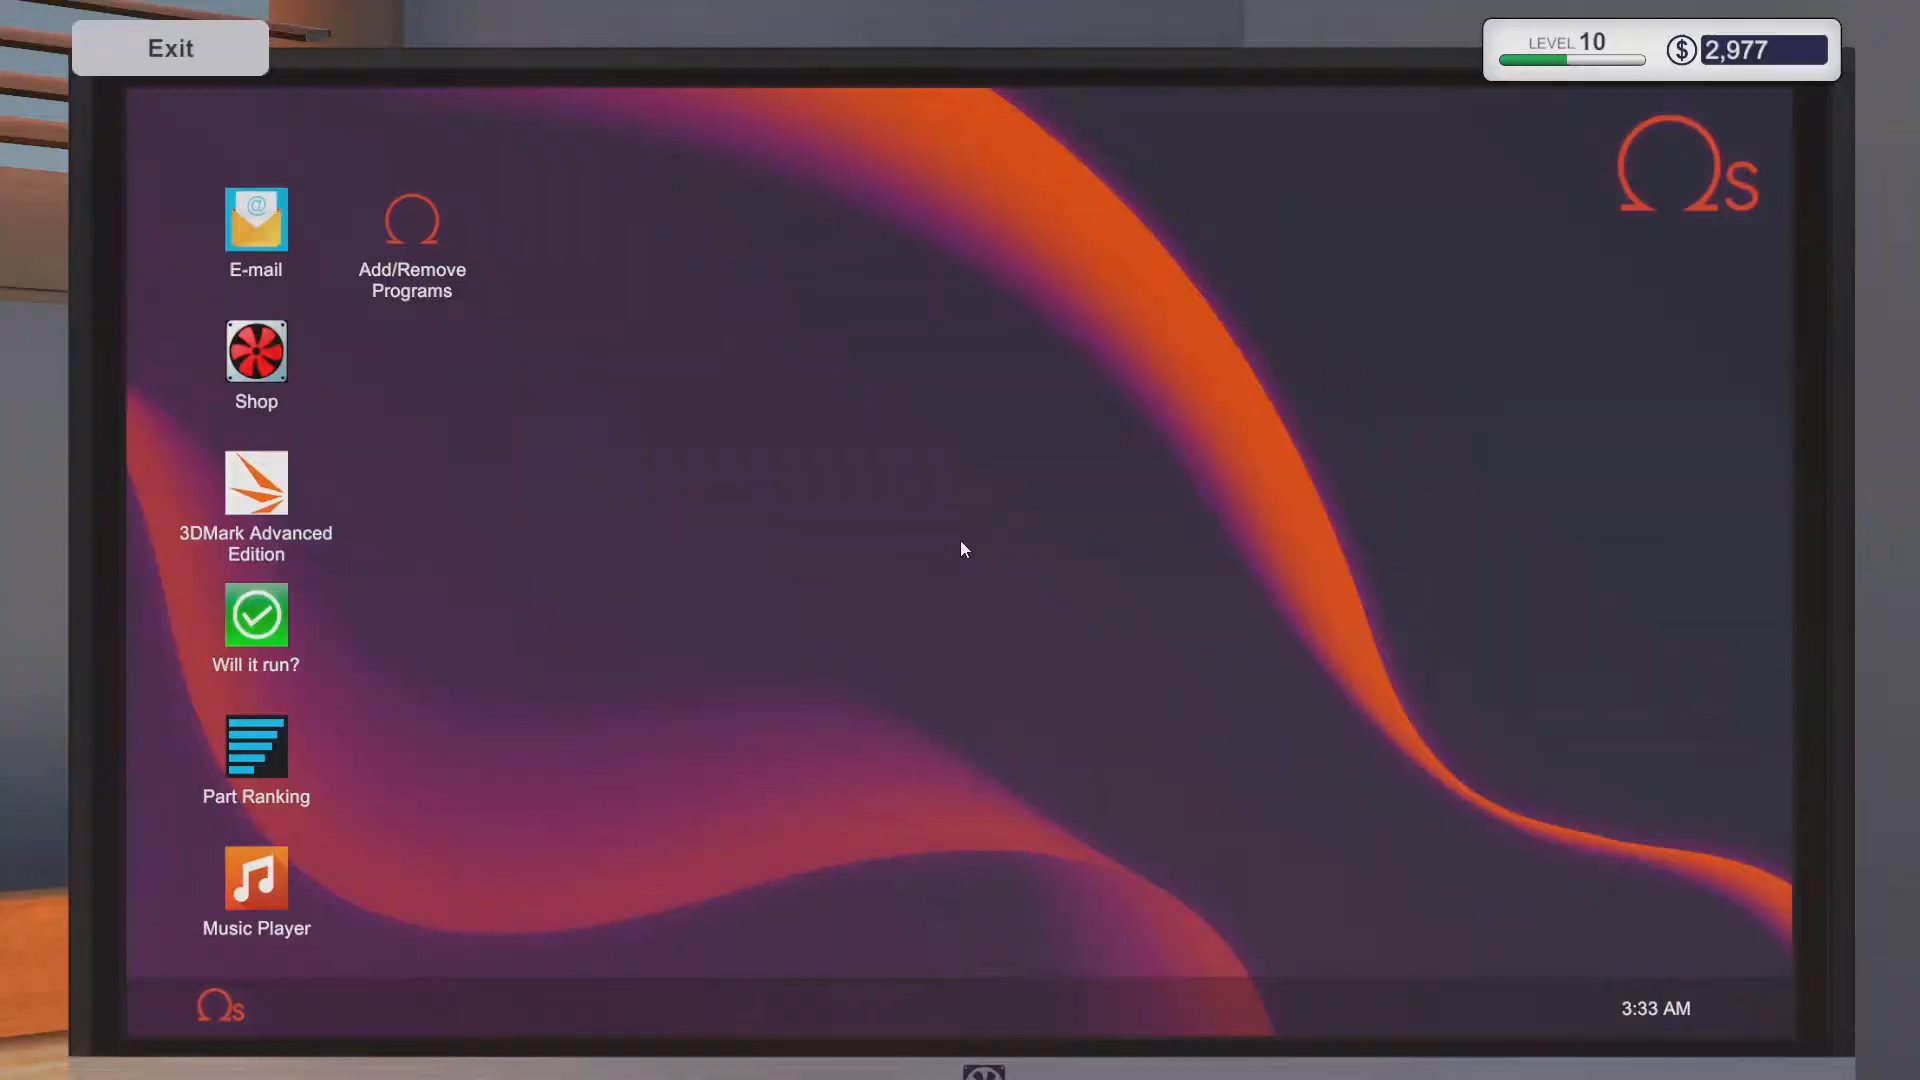 Exit
LEVEL 10
$ 2,977
Ωs
E-mail
Add/Remove
Programs
Shop
3DMark Advanced
Edition
Will it run?
Part Ranking
Music Player
Ωs
3:33 AM